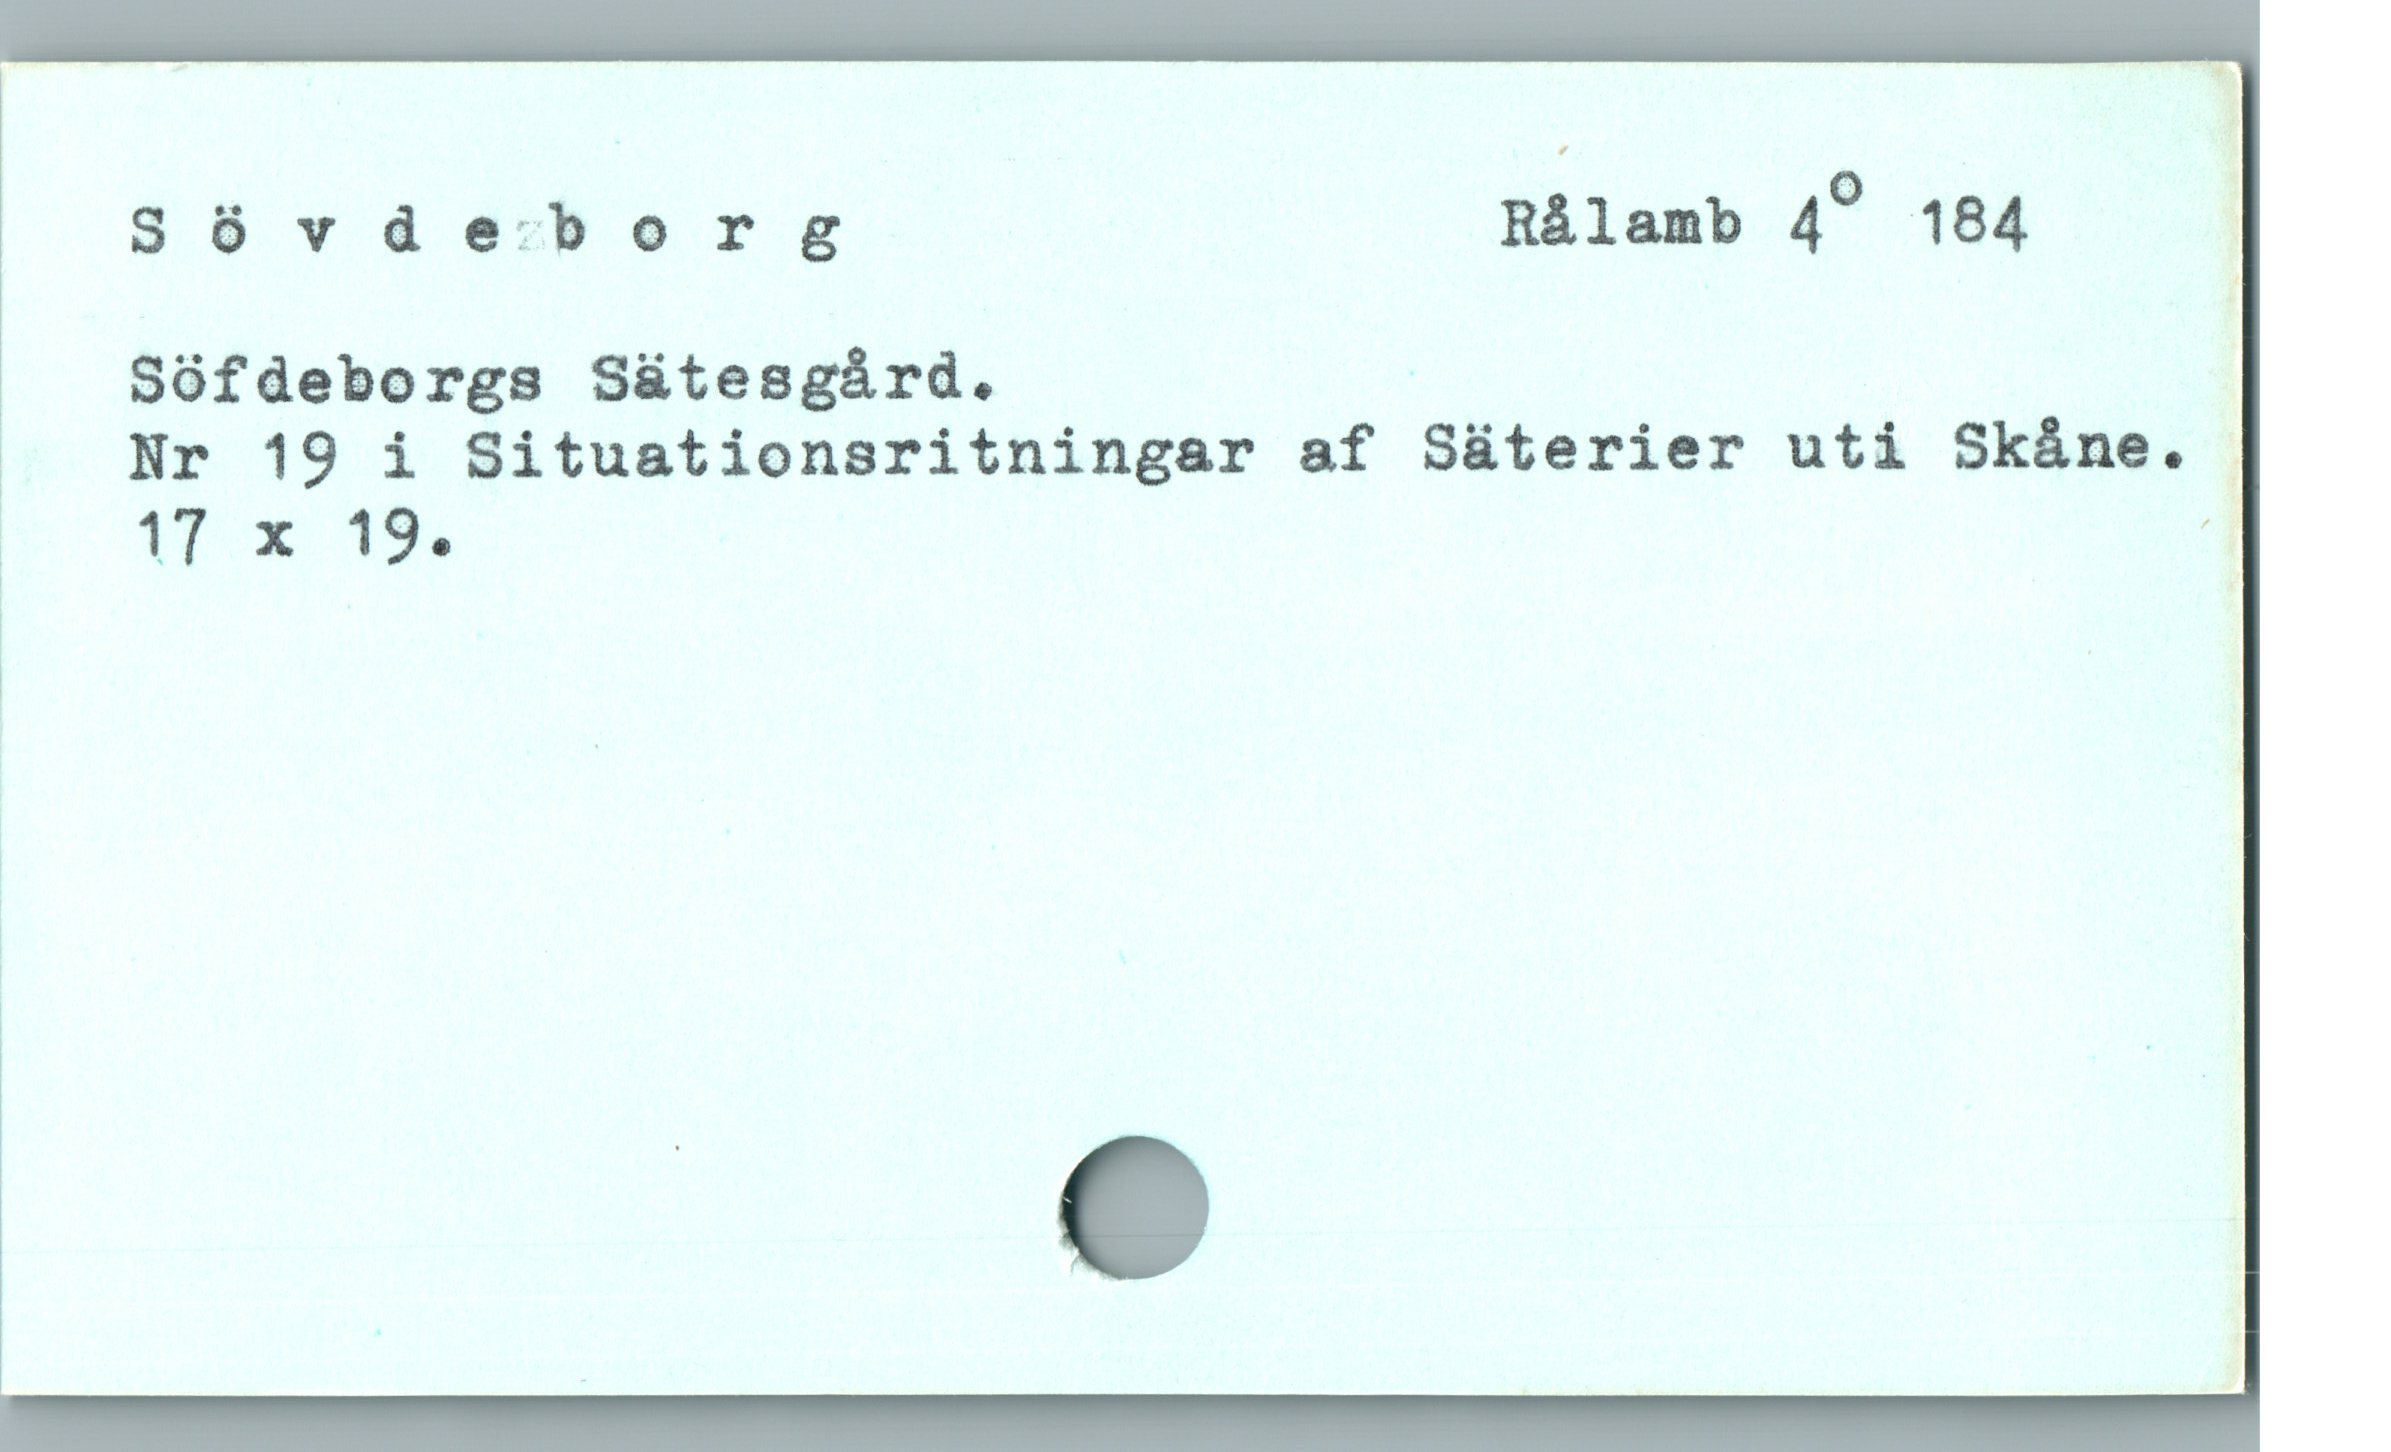 S ö v d e b o r g Rålamb 4° 184
Söfdeborgs Sätesgård.
Nr 19 i Situationsritningar af Säterier uti Skåne.
17 x 19.